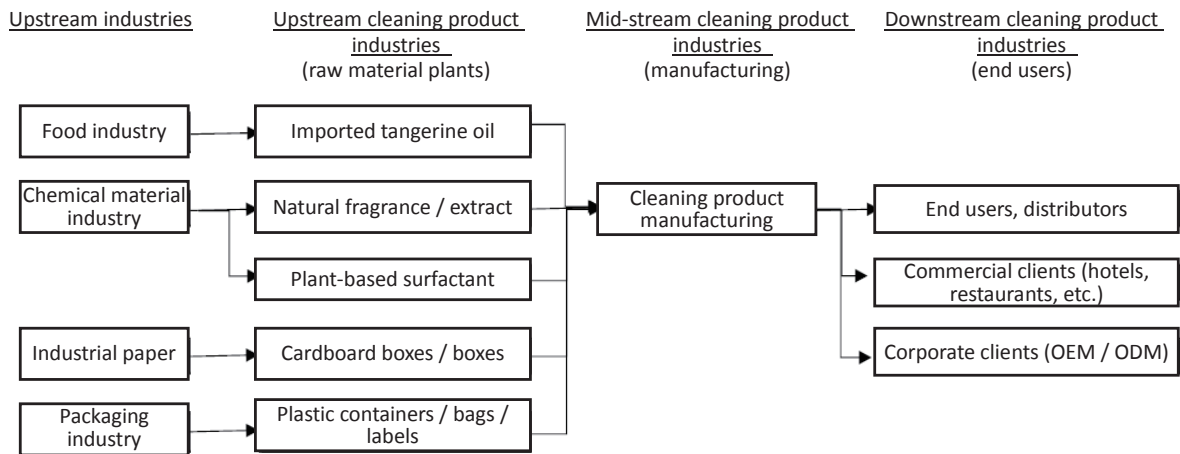 Upstream industries
Upstream cleaning product
industries
(raw material plants)
Mid-stream cleaning product
industries
(manufacturing)
Downstream cleaning product
industries
(end users)
Food industry
Imported tangerine oil
Chemical material
industry
Natural fragrance / extract
Plant-based surfactant
Industrial paper
Cardboard boxes / boxes
Packaging
industry
Plastic containers / bags /
labels
Cleaning product
manufacturing
End users, distributors
Commercial clients (hotels,
restaurants, etc.)
Corporate clients (OEM / ODM)